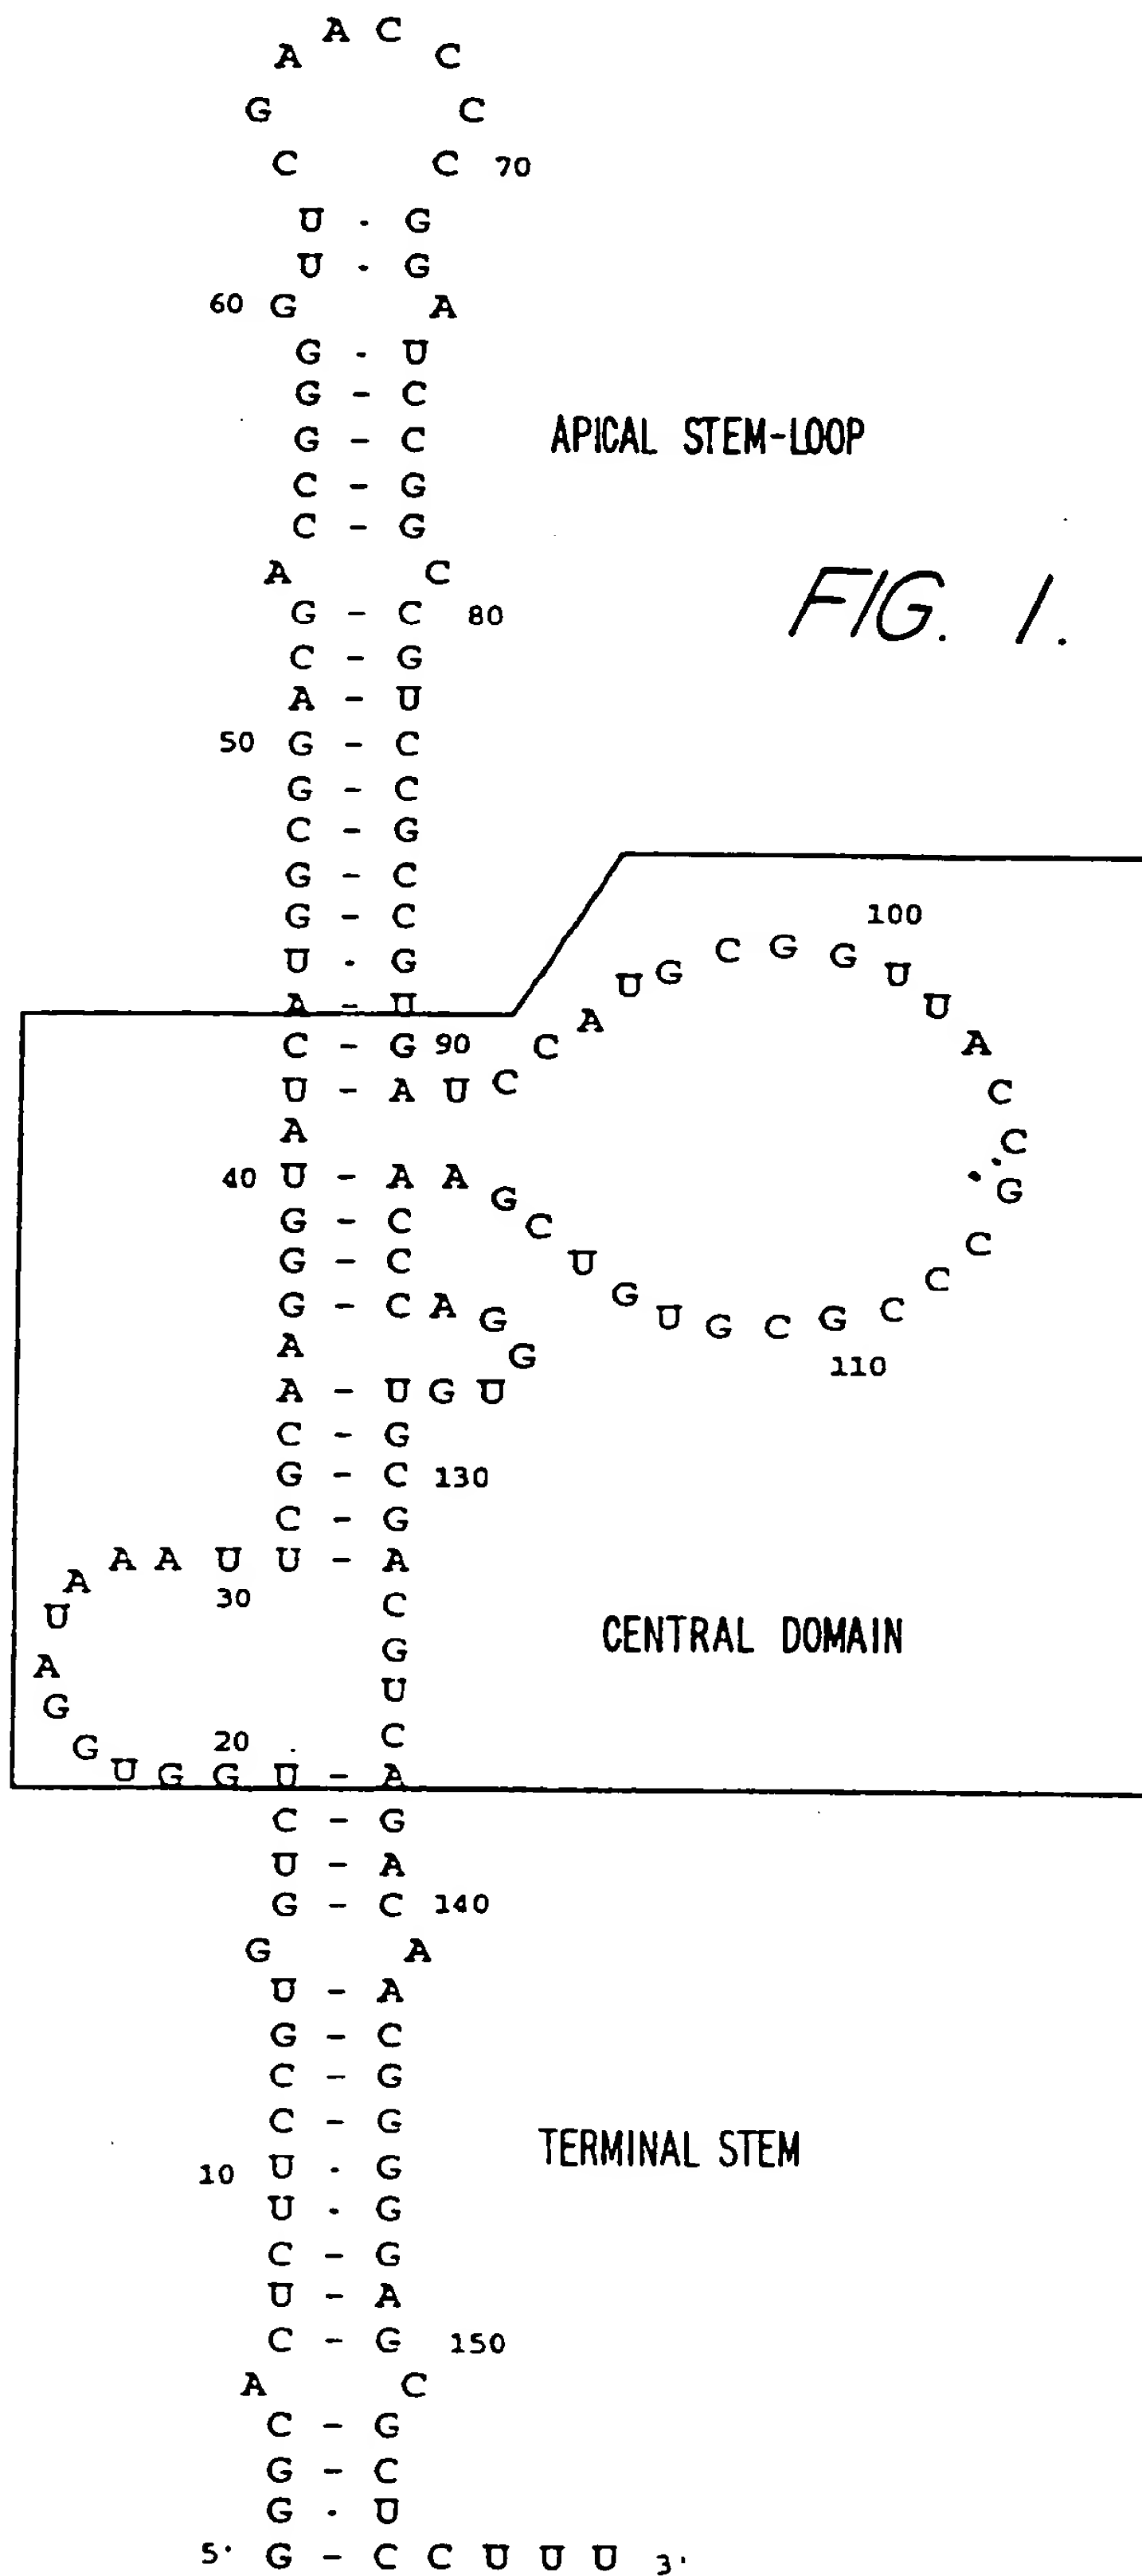 A A C
A C
G C
C C 70
U · G
U · G
60 G A
G · U
G - C
G - C
C - G
C - G
A C
G - C 80
C - G
A - U
50 G - C
G - C
C - G
G - C
G - C
U · G
A - U
C - G 90
U - A U C C A U G C G G U U A C C G C C C G C G U G U C G A A
100
110
A
40 U - A
G - C
G - C
G - C A G G U G U
A
A - U
C - G
G - C 130
C - G
A U A A A U U - A
30
C
G
U
C
20
G G U G G U - A
C - G
U - A
G - C 140
G A
U - A
G - C
C - G
C - G
10 U · G
U · G
C - G
U - A
C - G 150
A C
C - G
G - C
G · U
5' G - C C U U U 3'
APICAL STEM-LOOP
FIG. 1.
CENTRAL DOMAIN
TERMINAL STEM